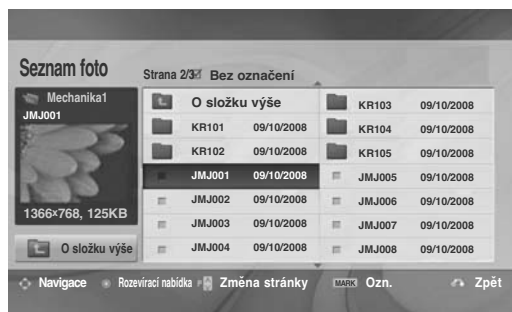 Seznam foto
Strana 2/3 Bez označení
Mechanika1
JMJ001
1366×768, 125KB
O složku výše
O složku výše
KR101 09/10/2008
KR102 09/10/2008
JMJ001 09/10/2008
JMJ002 09/10/2008
JMJ003 09/10/2008
JMJ004 09/10/2008
KR103 09/10/2008
KR104 09/10/2008
KR105 09/10/2008
JMJ005 09/10/2008
JMJ006 09/10/2008
JMJ007 09/10/2008
JMJ008 09/10/2008
Navigace Rozevírací nabídka P Změna stránky MARK Ozn. Zpět